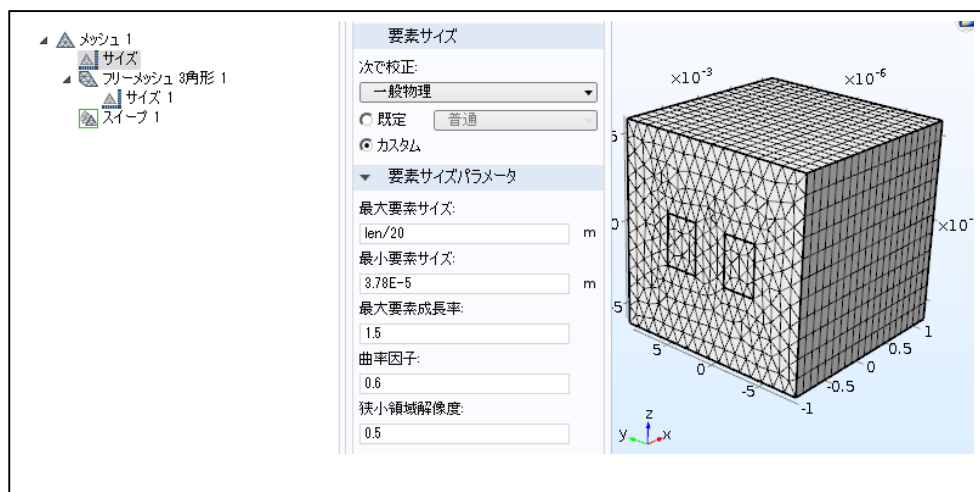 メッシュ 1
サイズ
フリーメッシュ 3角形 1
サイズ 1
スイープ 1
要素サイズ
次で校正:
一般物理
既定 普通
カスタム
要素サイズパラメータ
最大要素サイズ:
len/20 m
最小要素サイズ:
3.78E-5 m
最大要素成長率:
1.5
曲率因子:
0.6
狭小領域解像度:
0.5
×10⁻³ ×10⁻⁶
5
0
×10⁻
-5
5
0
-5
-1
-0.5
0
0.5
1
z
y x